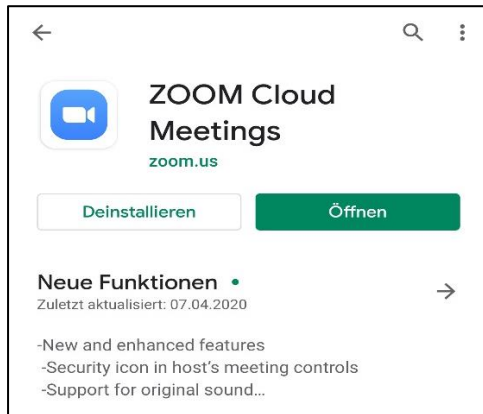 ZOOM Cloud
Meetings
zoom.us
Deinstallieren
Öffnen
Neue Funktionen •
Zuletzt aktualisiert: 07.04.2020
-New and enhanced features
-Security icon in host's meeting controls
-Support for original sound...